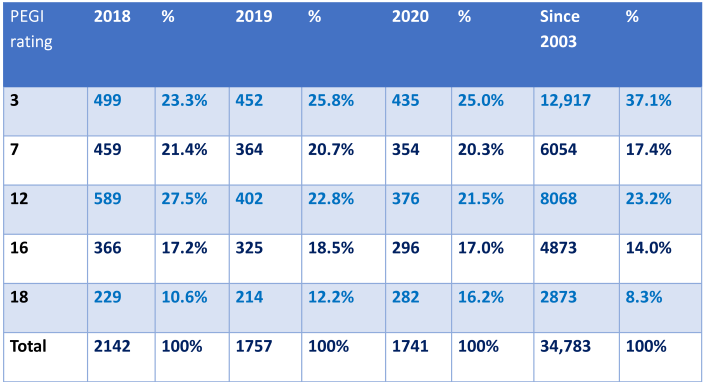 PEGI rating 2018 % 2019 % 2020 % Since 2003 %
3 499 23.3% 452 25.8% 435 25.0% 12,917 37.1%
7 459 21.4% 364 20.7% 354 20.3% 6054 17.4%
12 589 27.5% 402 22.8% 376 21.5% 8068 23.2%
16 366 17.2% 325 18.5% 296 17.0% 4873 14.0%
18 229 10.6% 214 12.2% 282 16.2% 2873 8.3%
Total 2142 100% 1757 100% 1741 100% 34,783 100%